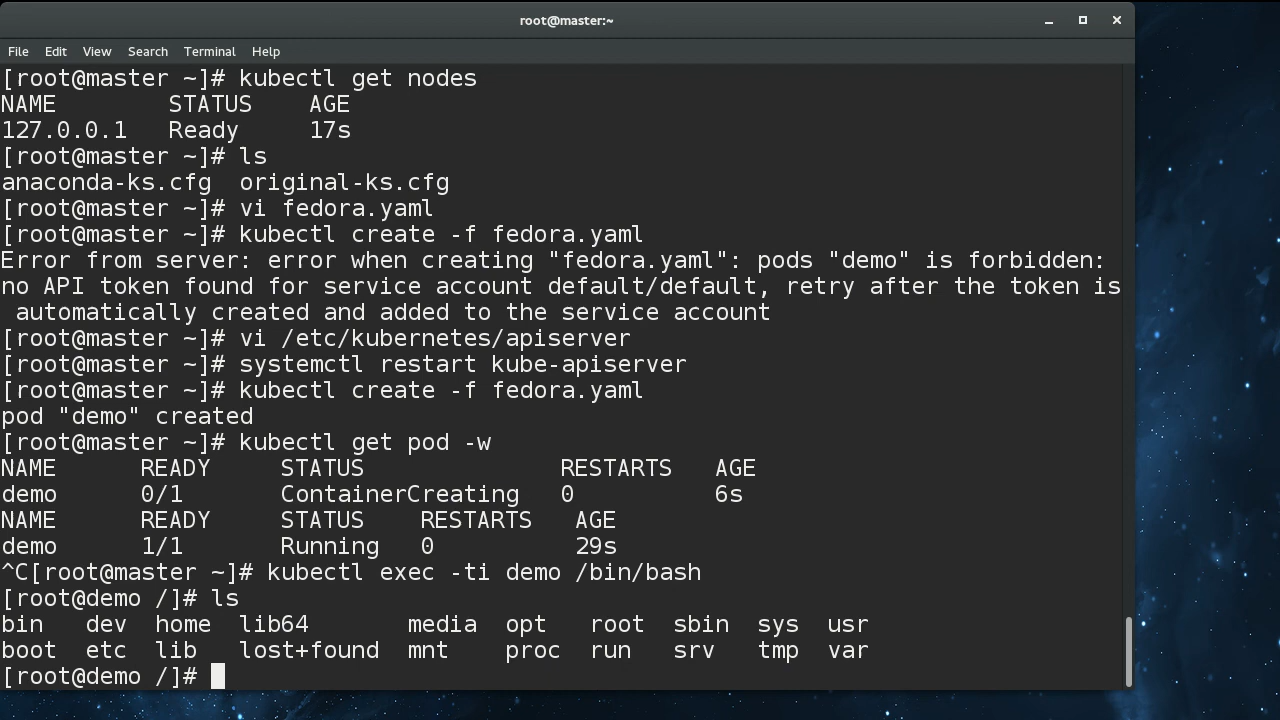 root@master:~
File Edit View Search Terminal Help
[root@master ~]# kubectl get nodes
NAME        STATUS    AGE
127.0.0.1   Ready     17s
[root@master ~]# ls
anaconda-ks.cfg  original-ks.cfg
[root@master ~]# vi fedora.yaml
[root@master ~]# kubectl create -f fedora.yaml
Error from server: error when creating "fedora.yaml": pods "demo" is forbidden:
no API token found for service account default/default, retry after the token is
 automatically created and added to the service account
[root@master ~]# vi /etc/kubernetes/apiserver
[root@master ~]# systemctl restart kube-apiserver
[root@master ~]# kubectl create -f fedora.yaml
pod "demo" created
[root@master ~]# kubectl get pod -w
NAME      READY     STATUS              RESTARTS   AGE
demo      0/1       ContainerCreating   0          6s
NAME      READY     STATUS    RESTARTS   AGE
demo      1/1       Running   0          29s
^C[root@master ~]# kubectl exec -ti demo /bin/bash
[root@demo /]# ls
bin   dev  home  lib64       media  opt   root  sbin  sys  usr
boot  etc  lib   lost+found  mnt    proc  run   srv   tmp  var
[root@demo /]#